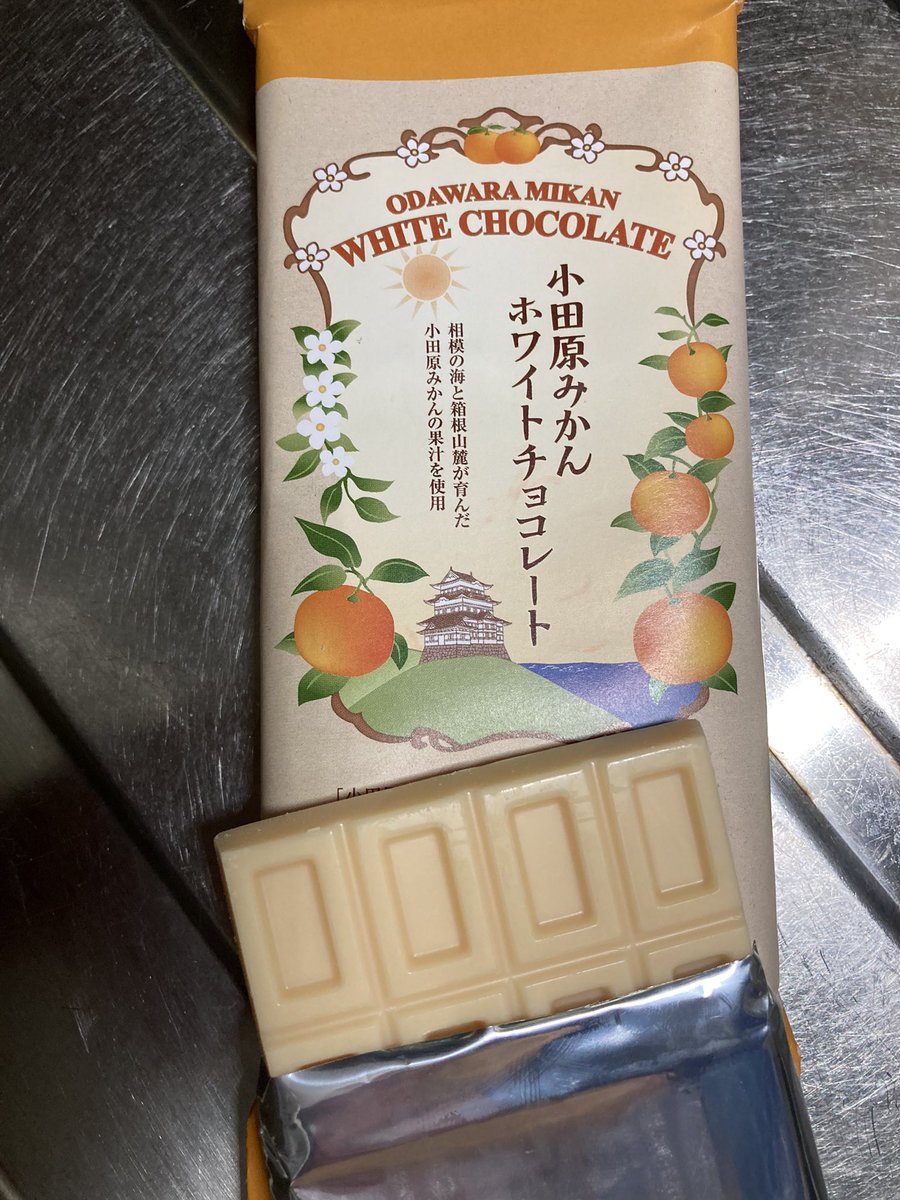 ODAWARA MIKAN
WHITE CHOCOLATE
小田原みかん
ホワイトチョコレート
相模の海と箱根山麓が育んだ
小田原みかんの果汁を使用